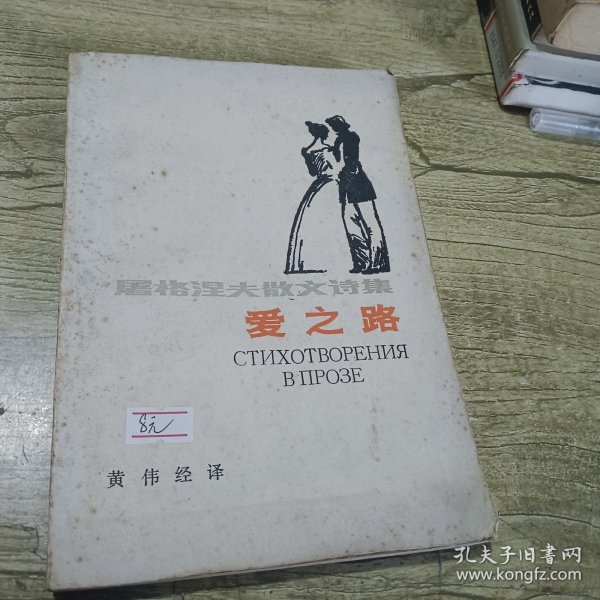 屠格涅夫散文诗集
爱之路
СТИХОТВОРЕНИЯ
В ПРОЗЕ
8元
黄伟经译
孔夫子旧書网
www.kongfz.com